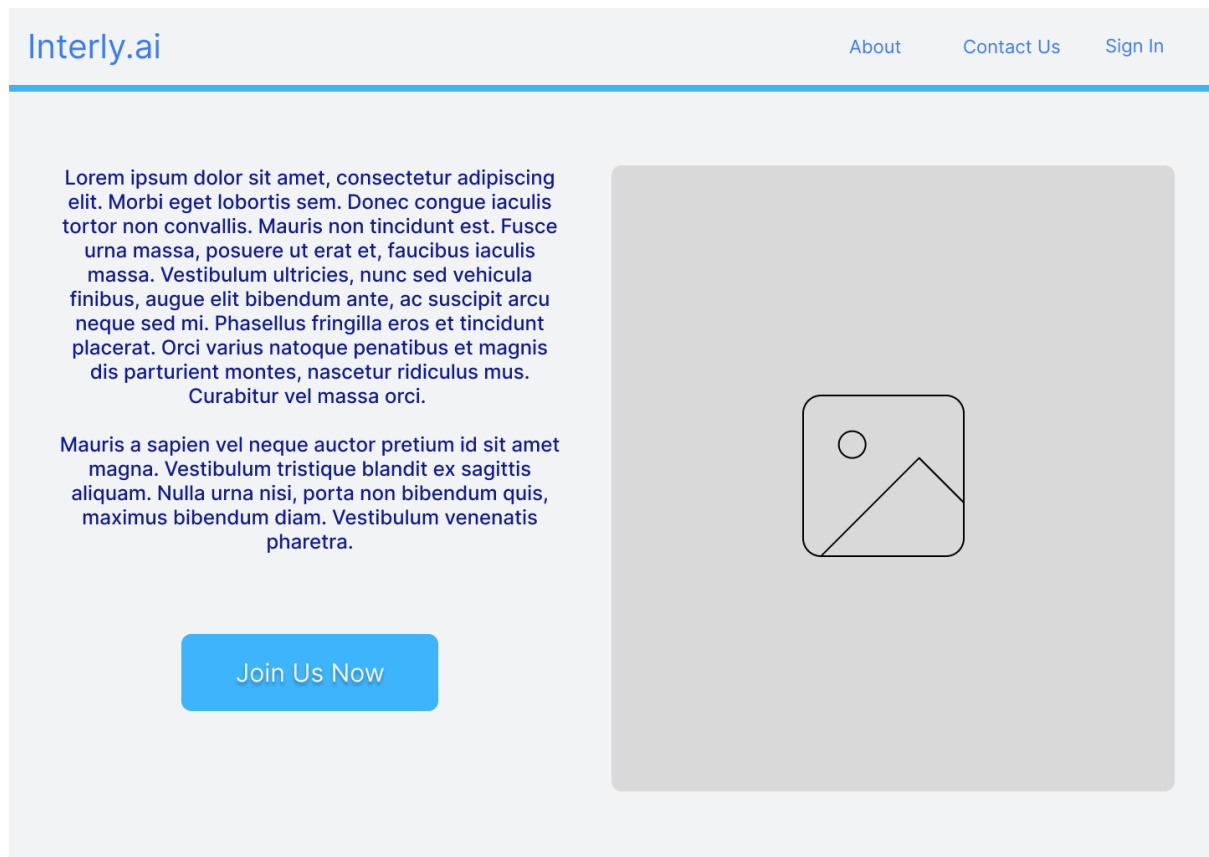 Interly.ai
About
Contact Us
Sign In
Lorem ipsum dolor sit amet, consectetur adipiscing
elit. Morbi eget lobortis sem. Donec congue iaculis
tortor non convallis. Mauris non tincidunt est. Fusce
urna massa, posuere ut erat et, faucibus iaculis
massa. Vestibulum ultricies, nunc sed vehicula
finibus, augue elit bibendum ante, ac suscipit arcu
neque sed mi. Phasellus fringilla eros et tincidunt
placerat. Orci varius natoque penatibus et magnis
dis parturient montes, nascetur ridiculus mus.
Curabitur vel massa orci.
Mauris a sapien vel neque auctor pretium id sit amet
magna. Vestibulum tristique blandit ex sagittis
aliquam. Nulla urna nisi, porta non bibendum quis,
maximus bibendum diam. Vestibulum venenatis
pharetra.
Join Us Now